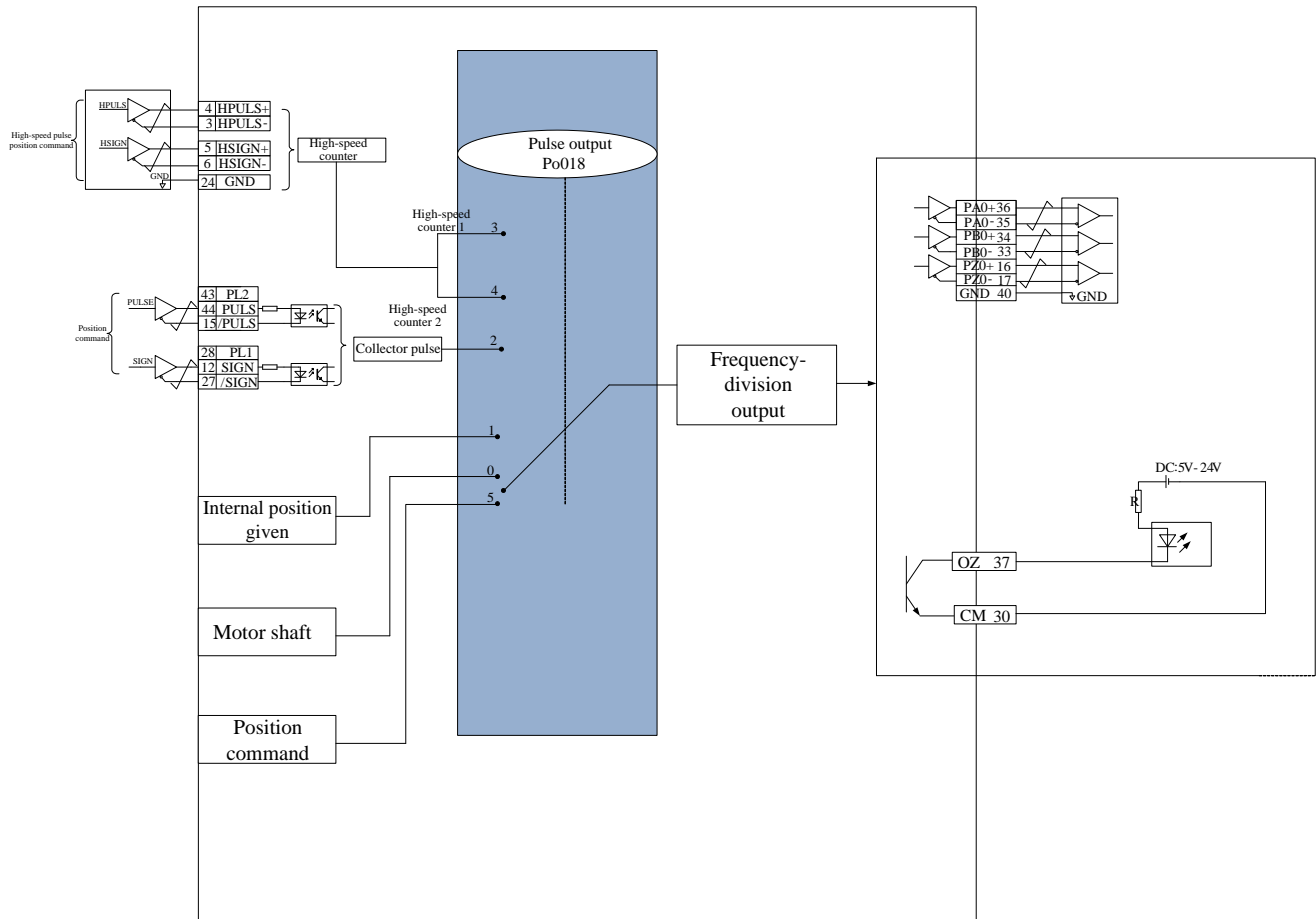 High-speed pulse
position command
HPULS
HSIGN
GND
4 HPULS+
3 HPULS-
5 HSIGN+
6 HSIGN-
24 GND
High-speed
counter
Pulse output
Po018
High-speed
counter 1
3
4
High-speed
counter 2
2
Position
command
PULSE
SIGN
43 PL2
44 PULS
15 /PULS
28 PL1
12 SIGN
27 /SIGN
Collector pulse
1
0
5
Internal position
given
Motor shaft
Position
command
Frequency-
division
output
PA0+ 36
PA0- 35
PB0+ 34
PB0- 33
PZ0+ 16
PZ0- 17
GND 40
GND
DC:5V-24V
R
OZ 37
CM 30